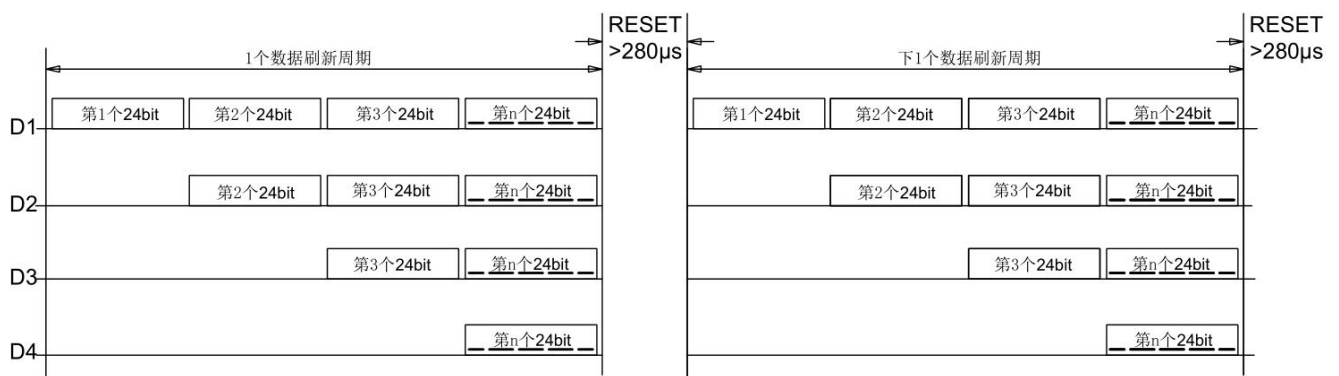 RESET
>280μs
RESET
>280μs
1个数据刷新周期
下1个数据刷新周期
D1
第1个24bit
第2个24bit
第3个24bit
第n个24bit
第1个24bit
第2个24bit
第3个24bit
第n个24bit
D2
第2个24bit
第3个24bit
第n个24bit
第2个24bit
第3个24bit
第n个24bit
D3
第3个24bit
第n个24bit
第3个24bit
第n个24bit
D4
第n个24bit
第n个24bit